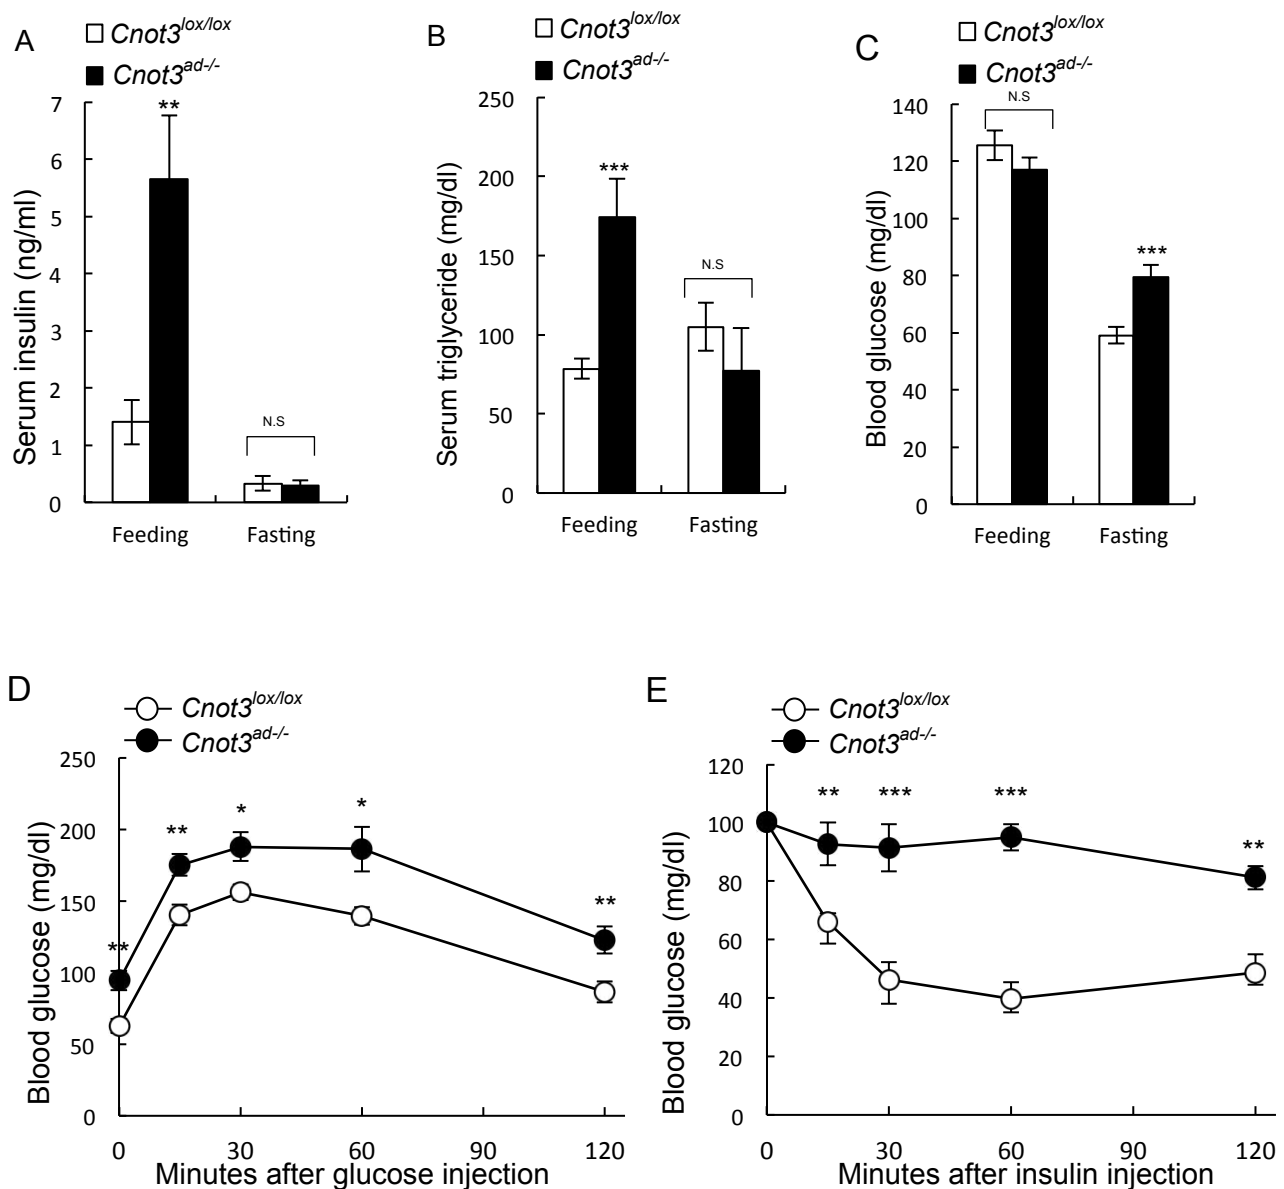 A
Cnot3lox/lox
Cnot3ad-/-
Serum insulin (ng/ml)
7
6
5
4
3
2
1
0
**
N.S
Feeding
Fasting
B
Cnot3lox/lox
Cnot3ad-/-
Serum triglyceride (mg/dl)
250
200
150
100
50
0
***
N.S
Feeding
Fasting
C
Cnot3lox/lox
Cnot3ad-/-
Blood glucose (mg/dl)
140
120
100
80
60
40
20
0
N.S
***
Feeding
Fasting
D
Cnot3lox/lox
Cnot3ad-/-
Blood glucose (mg/dl)
250
200
150
100
50
0
**
**
*
*
**
0 30 60 90 120
Minutes after glucose injection
E
Cnot3lox/lox
Cnot3ad-/-
Blood glucose (mg/dl)
120
100
80
60
40
20
0
**
***
***
**
0 30 60 90 120
Minutes after insulin injection